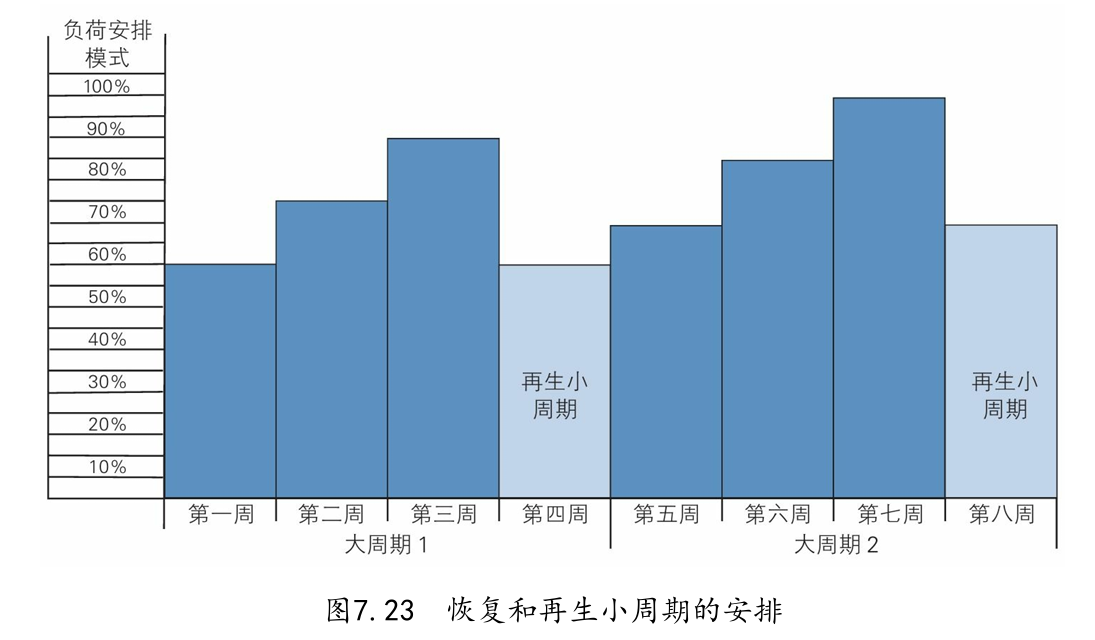 负荷安排
模式
100%
90%
80%
70%
60%
50%
40%
30%
20%
10%
再生小
周期
再生小
周期
第一周 第二周 第三周 第四周 第五周 第六周 第七周 第八周
大周期 1 大周期 2
图7.23 恢复和再生小周期的安排